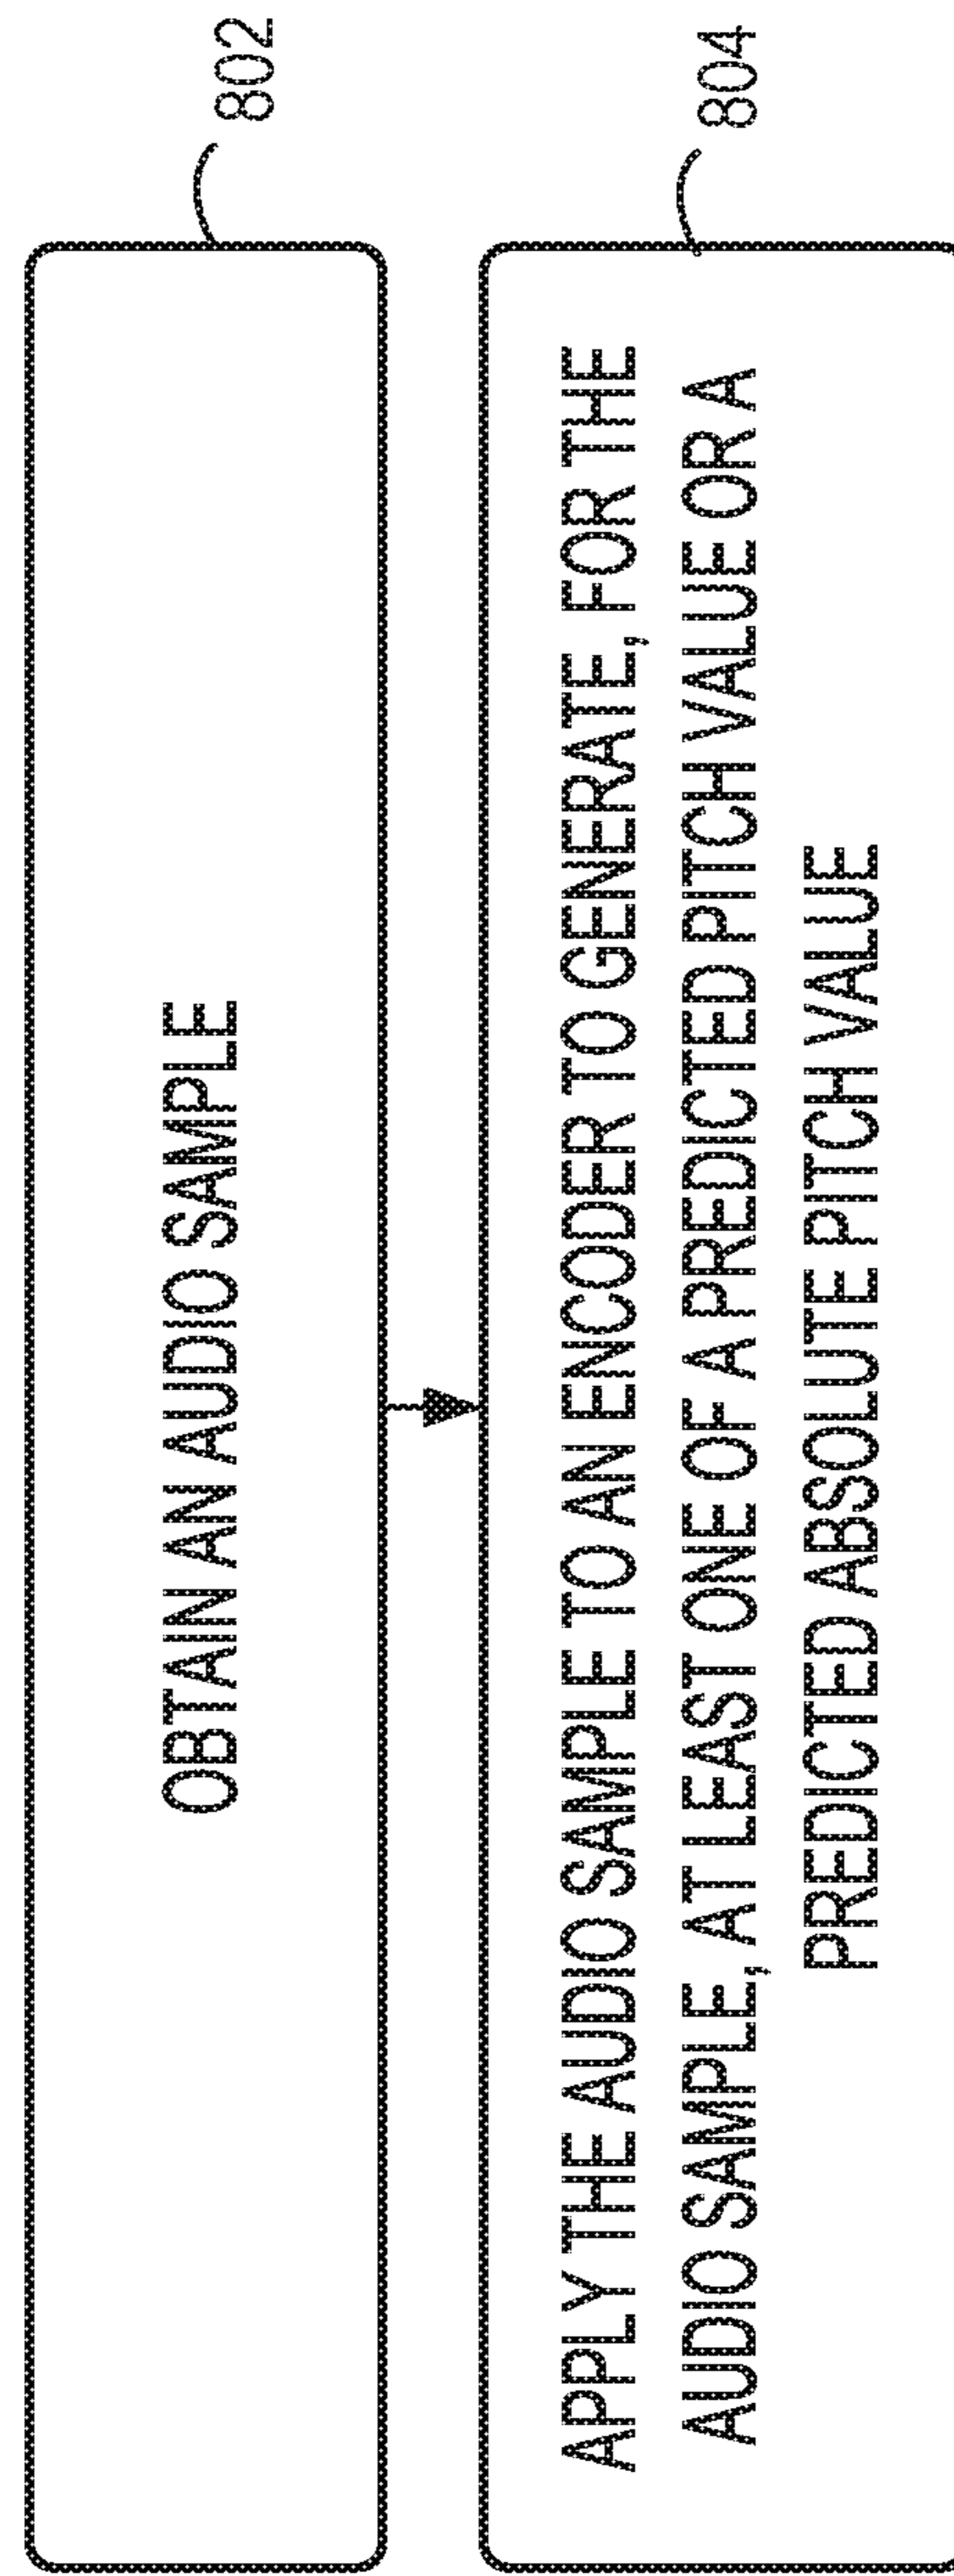 OBTAIN AN AUDIO SAMPLE
802
APPLY THE AUDIO SAMPLE TO AN ENCODER TO GENERATE, FOR THE
AUDIO SAMPLE, AT LEAST ONE OF A PREDICTED PITCH VALUE OR A
PREDICTED ABSOLUTE PITCH VALUE
804